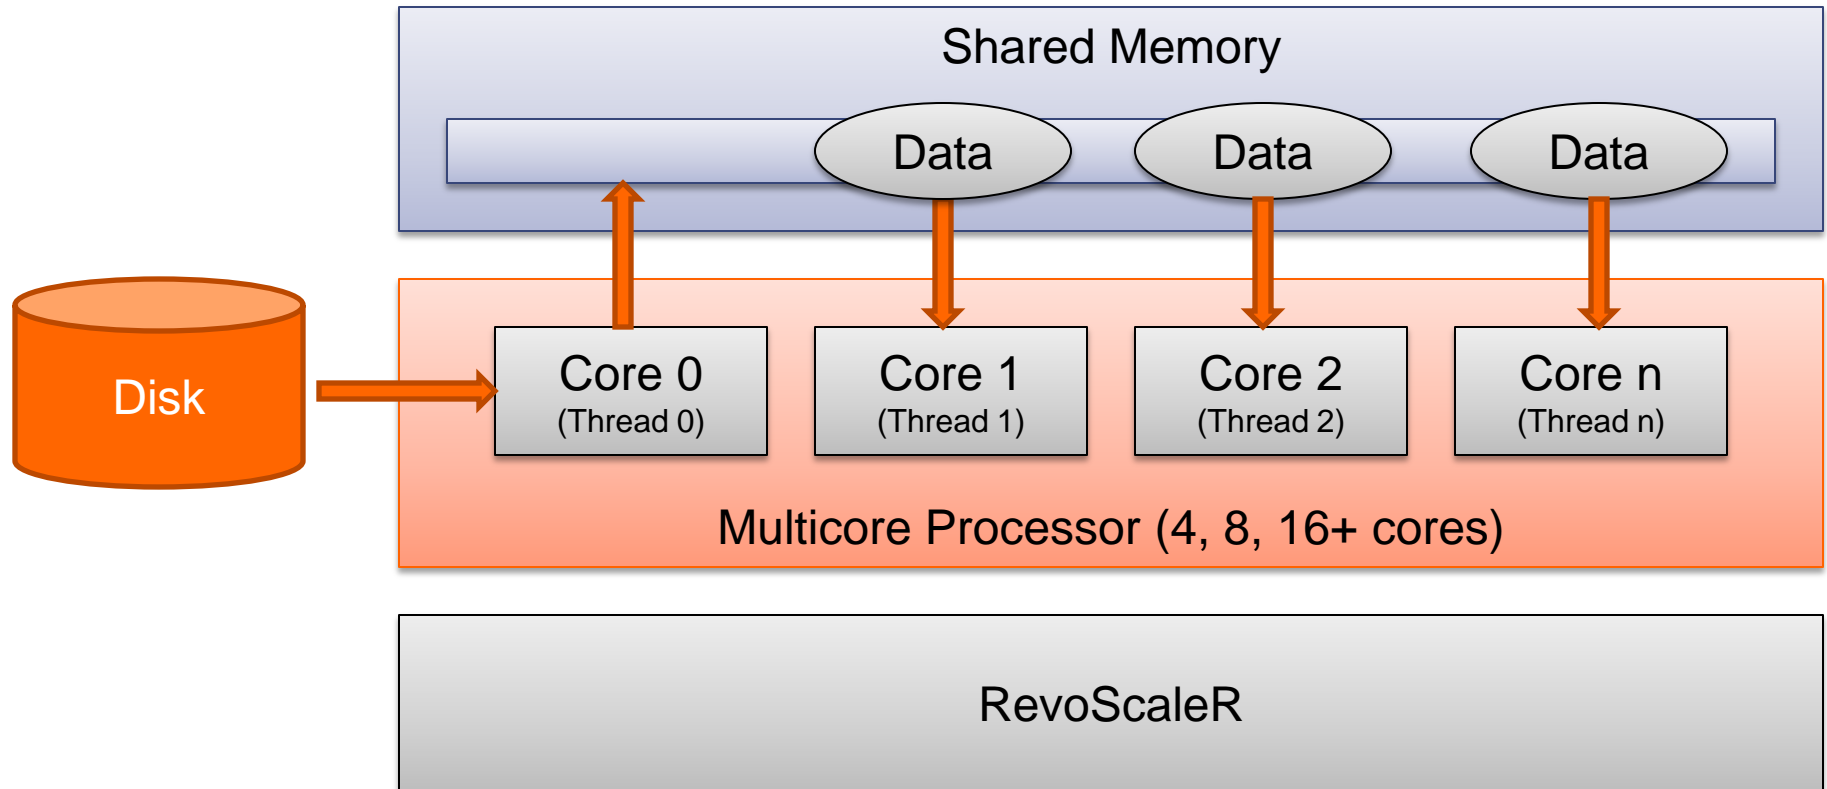 Shared Memory
Data
Data
Data
Disk
Core 0
(Thread 0)
Core 1
(Thread 1)
Core 2
(Thread 2)
Core n
(Thread n)
Multicore Processor (4, 8, 16+ cores)
RevoScaleR